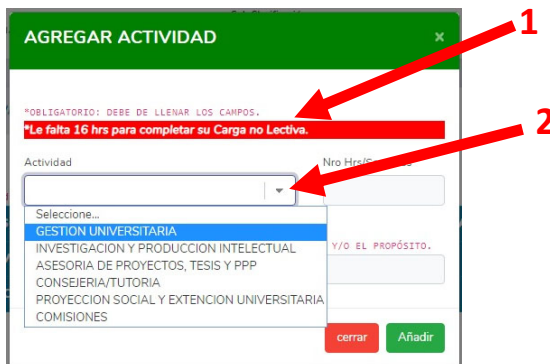 AGREGAR ACTIVIDAD ×
1
*OBLIGATORIO: DEBE DE LLENAR LOS CAMPOS.
*Le falta 16 hrs para completar su Carga no Lectiva.
2
Actividad
Nro
Seleccione...
GESTION UNIVERSITARIA
INVESTIGACION Y PRODUCCION INTELECTUAL
Y/O EL PROPÓSITO.
ASESORIA DE PROYECTOS, TESIS Y PPP
CONSEJERIA/TUTORIA
PROYECCION SOCIAL Y EXTENCION UNIVERSITARIA
COMISIONES
cerrar
Añadir